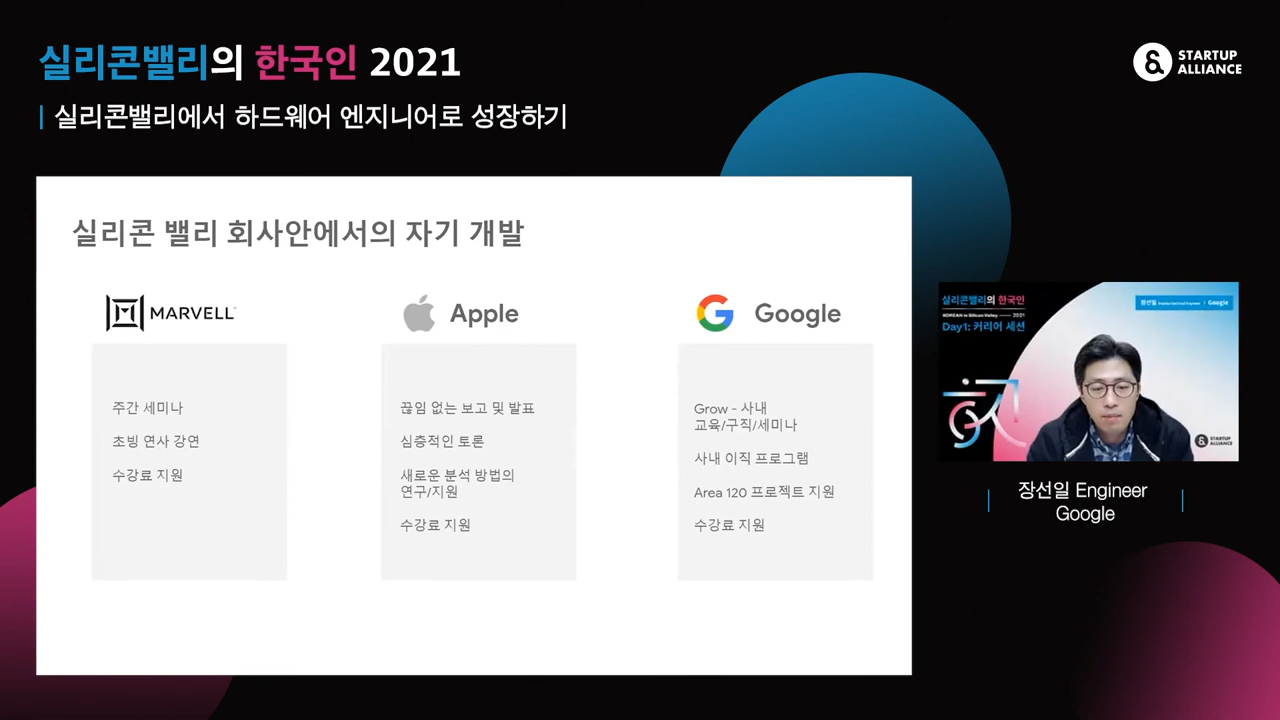 실리콘밸리의 한국인 2021
실리콘밸리에서 하드웨어 엔지니어로 성장하기
STARTUP
ALLIANCE
실리콘 밸리 회사안에서의 자기 개발
MARVELL
주간 세미나
초빙 연사 강연
수강료 지원
Apple
끊임 없는 보고 및 발표
심층적인 토론
새로운 분석 방법의
연구/지원
수강료 지원
Google
Grow - 사내
교육/구직/세미나
사내 이직 프로그램
Area 120 프로젝트 지원
수강료 지원
실리콘밸리의 한국인
KOREAN in Silicon Valley 2021
Day1: 커리어 세션
장선일
Google
STARTUP
ALLIANCE
장선일 Engineer
Google